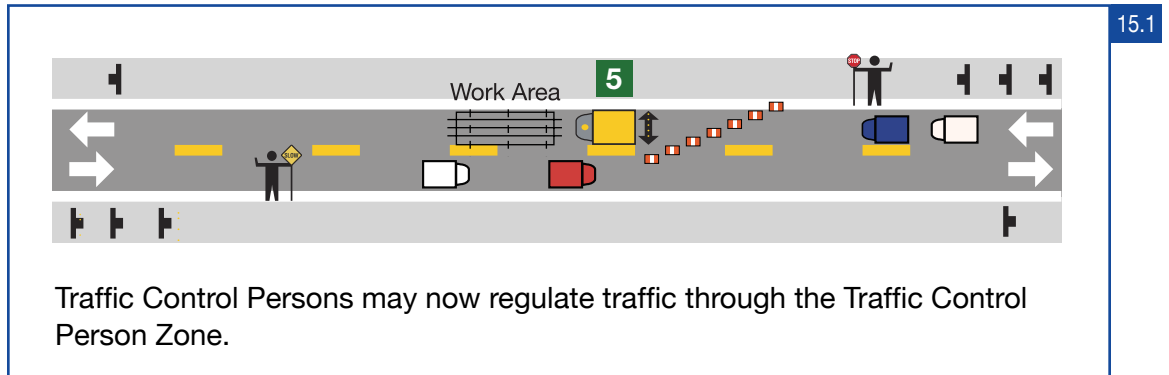 15.1
STOP
5
Work Area
SLOW
Traffic Control Persons may now regulate traffic through the Traffic Control
Person Zone.